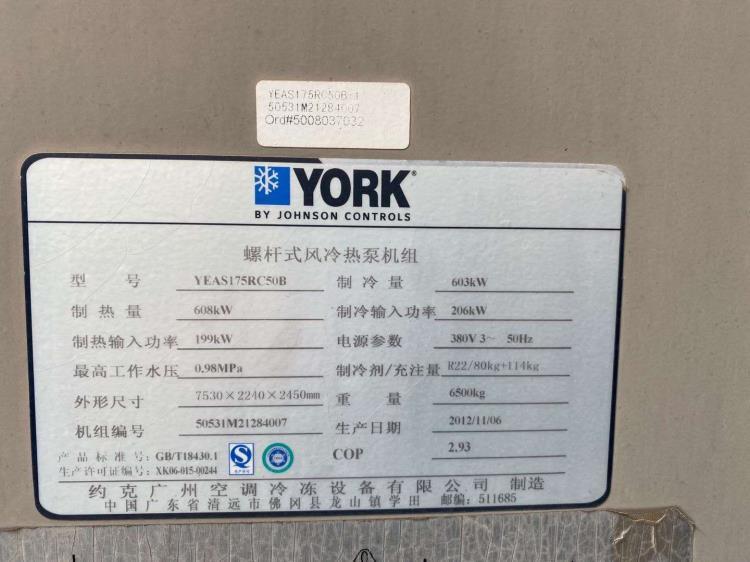 YEAS175RC50B-1
50531M21284007
Ord#5008037032
YORK®
BY JOHNSON CONTROLS
螺杆式风冷热泵机组
型 号 YEAS175RC50B 制 冷 量 603kW
制 热 量 608kW 制冷输入功率 206kW
制热输入功率 199kW 电源参数 380V 3~ 50Hz
最高工作水压 0.98MPa 制冷剂/充注量 R22/80kg+114kg
外形尺寸 7530×2240×2450mm 重 量 6500kg
机组编号 50531M21284007 生产日期 2012/11/06
产品标准号: GB/T18430.1 COP 2.93
生产许可证编号: XK06-015-00244
约克广州空调冷冻设备有限公司 制造
中国广东省清远市佛冈县龙山镇学田 邮编: 511685